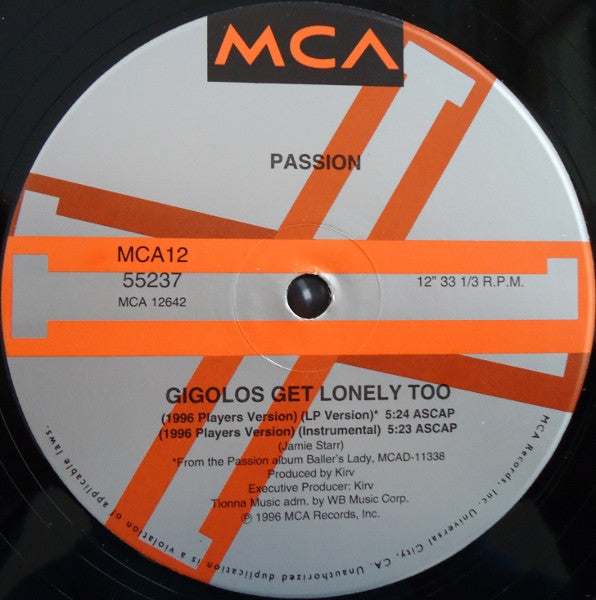 MCA
PASSION
MCA12
55237
MCA 12642
12" 33 1/3 R.P.M.
GIGOLOS GET LONELY TOO
(1996 Players Version) (LP Version)* 5:24 ASCAP
(1996 Players Version) (Instrumental) 5:23 ASCAP
(Jamie Starr)
*From the Passion album Baller's Lady, MCAD-11338
Produced by Kirv
Executive Producer: Kirv
Tionna Music adm. by WB Music Corp.
℗ 1996 MCA Records, Inc.
MCA Records, Inc. Universal City, CA. Unauthorized duplication is a violation of applicable laws.